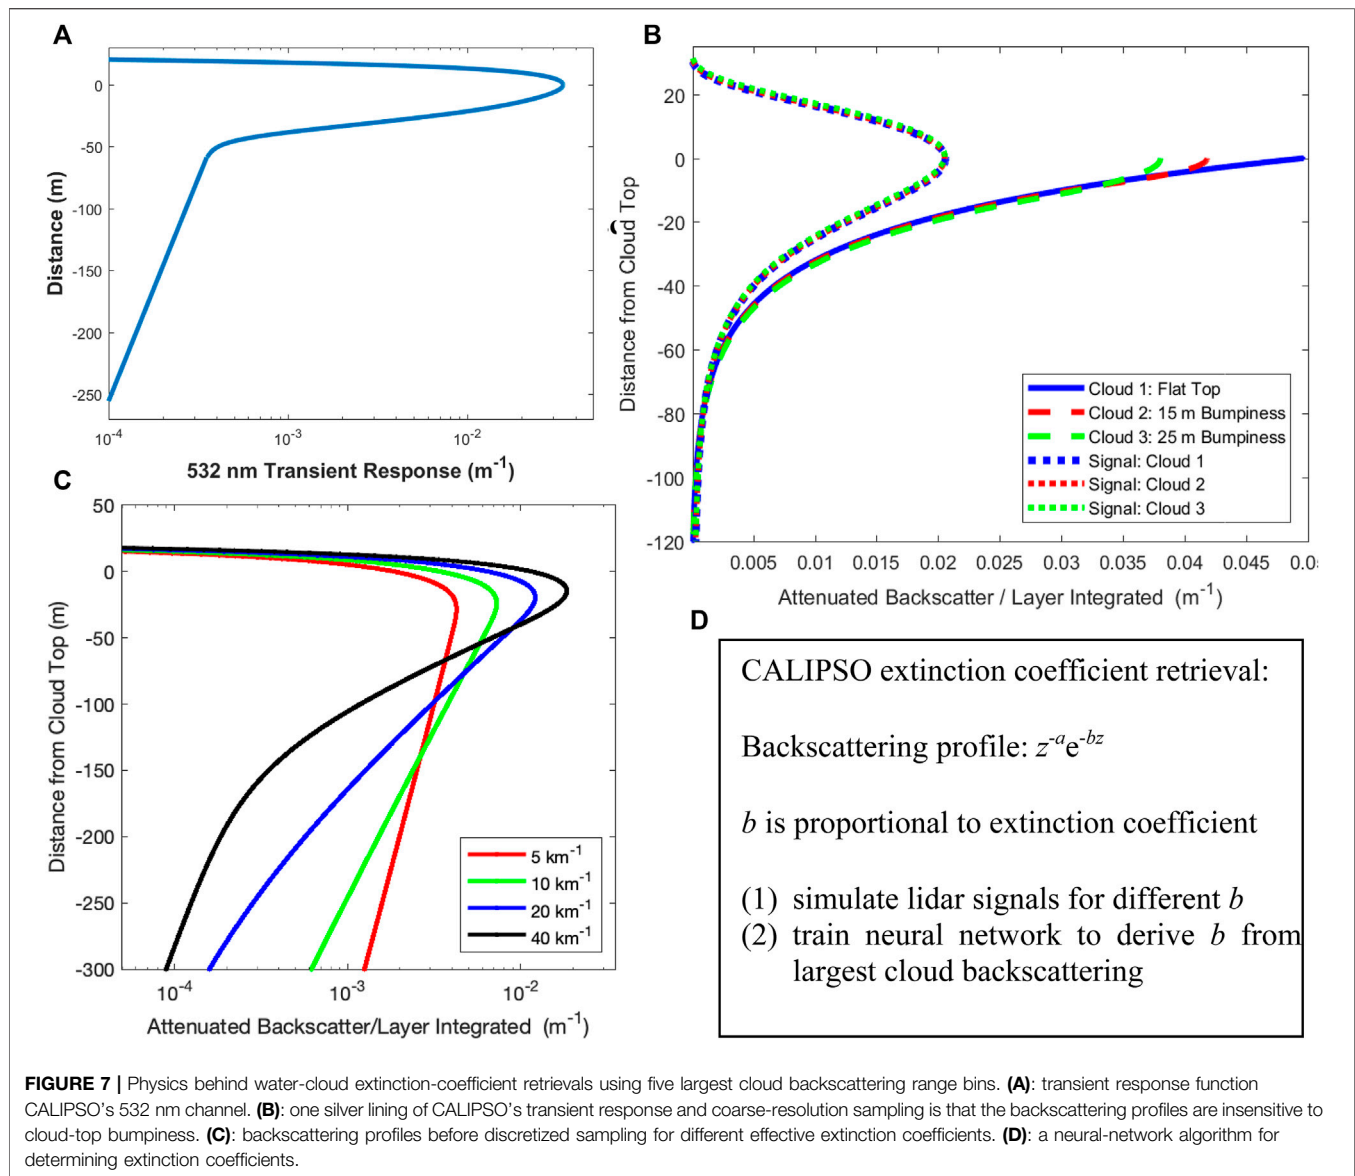 A
0
-50
-100
-150
-200
-250
Distance (m)
10-4
10-3
10-2
532 nm Transient Response (m-1)
B
20
0
-20
-40
-60
-80
-100
-120
Distance from Cloud Top
Cloud 1: Flat Top
Cloud 2: 15 m Bumpiness
Cloud 3: 25 m Bumpiness
Signal: Cloud 1
Signal: Cloud 2
Signal: Cloud 3
0.005
0.01
0.015
0.02
0.025
0.03
0.035
0.04
0.045
Attenuated Backscatter / Layer Integrated (m-1)
C
50
0
-50
-100
-150
-200
-250
-300
Distance from Cloud Top (m)
5 km-1
10 km-1
20 km-1
40 km-1
10-4
10-3
10-2
Attenuated Backscatter/Layer Integrated (m-1)
D
CALIPSO extinction coefficient retrieval:
Backscattering profile: z-ae-bz
b is proportional to extinction coefficient
(1) simulate lidar signals for different b
(2) train neural network to derive b from
largest cloud backscattering
FIGURE 7 | Physics behind water-cloud extinction-coefficient retrievals using five largest cloud backscattering range bins. (A): transient response function
CALIPSO's 532 nm channel. (B): one silver lining of CALIPSO's transient response and coarse-resolution sampling is that the backscattering profiles are insensitive to
cloud-top bumpiness. (C): backscattering profiles before discretized sampling for different effective extinction coefficients. (D): a neural-network algorithm for
determining extinction coefficients.